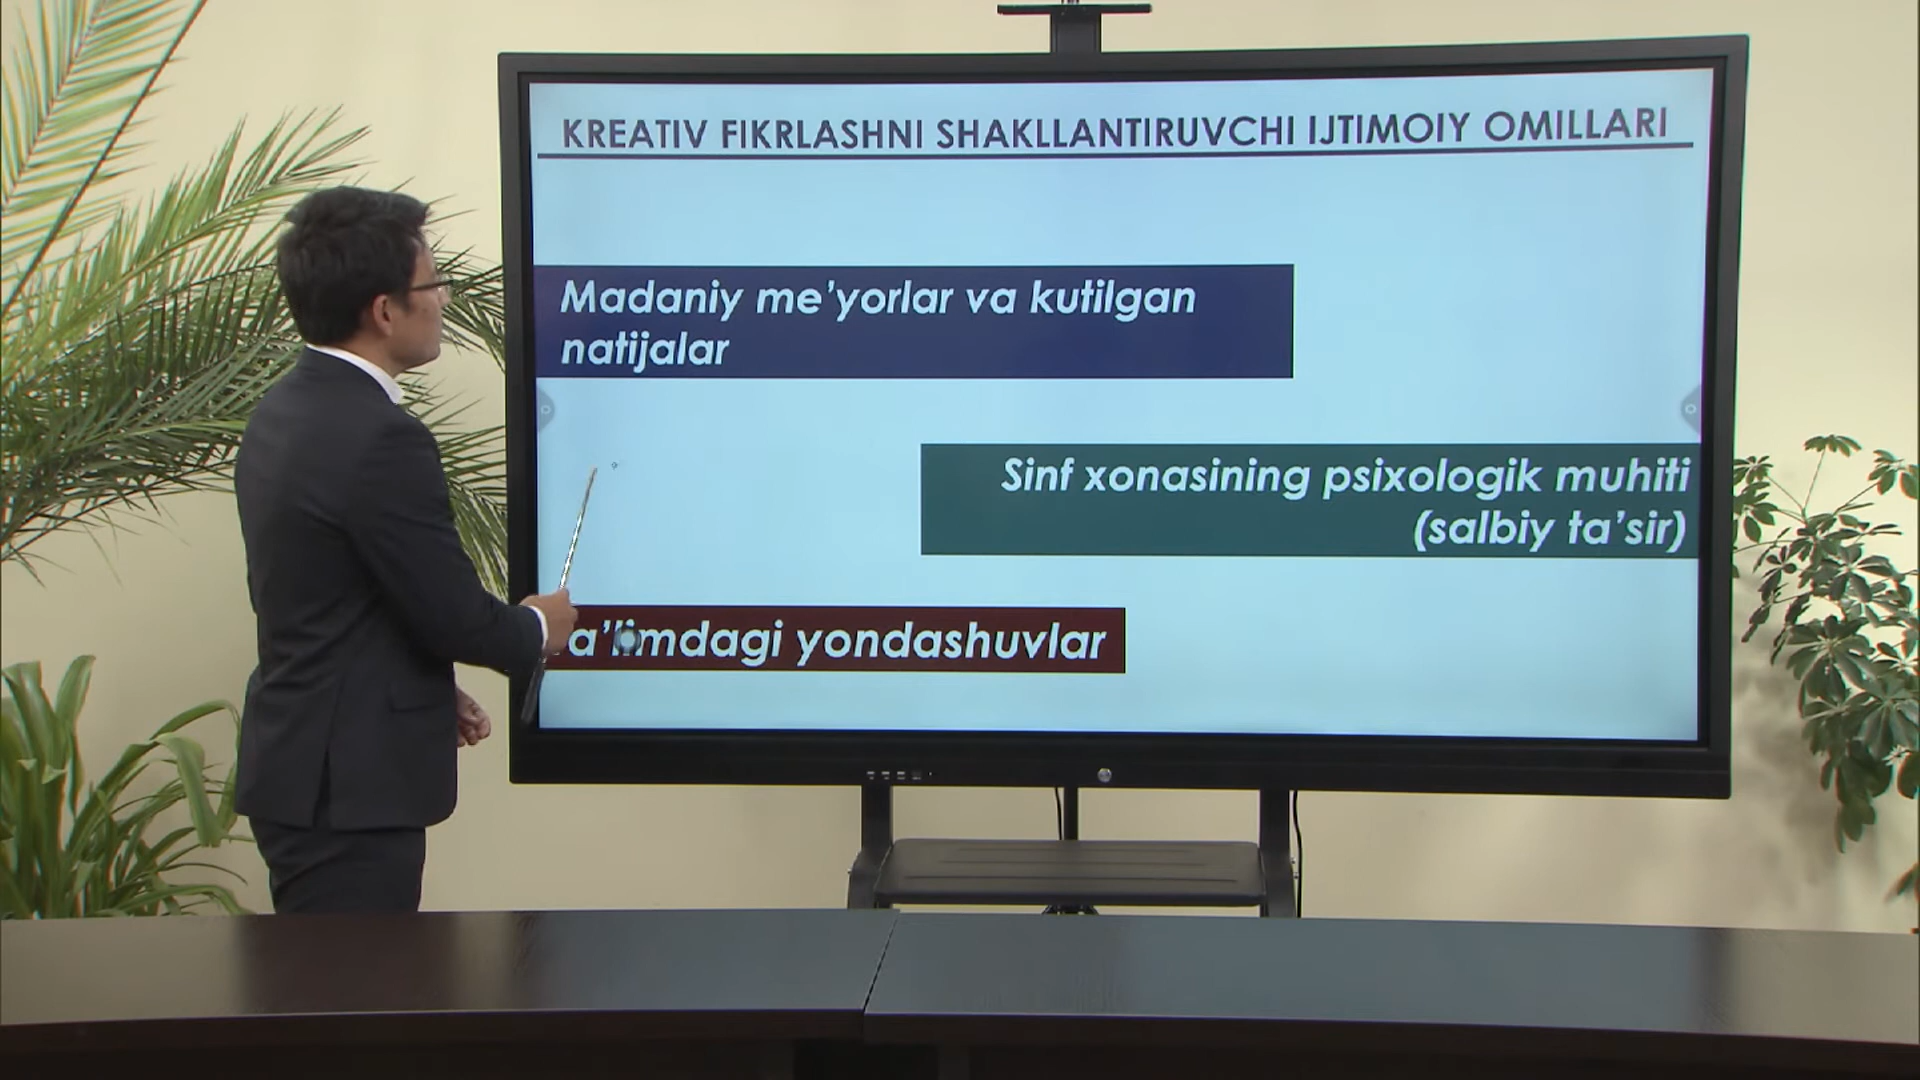 KREATIV FIKRLASHNI SHAKLLANTIRUVCHI IJTIMOIY OMILLARI
Madaniy me’yorlar va kutilgan
natijalar
Sinf xonasining psixologik muhiti
(salbiy ta’sir)
a’limdagi yondashuvlar